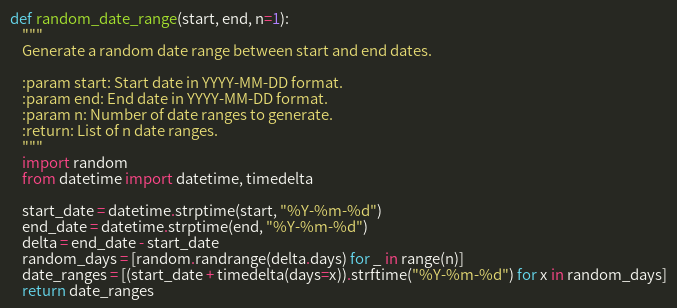 def random_date_range(start, end, n=1):
    """
    Generate a random date range between start and end dates.

    :param start: Start date in YYYY-MM-DD format.
    :param end: End date in YYYY-MM-DD format.
    :param n: Number of date ranges to generate.
    :return: List of n date ranges.
    """
    import random
    from datetime import datetime, timedelta

    start_date = datetime.strptime(start, "%Y-%m-%d")
    end_date = datetime.strptime(end, "%Y-%m-%d")
    delta = end_date - start_date
    random_days = [random.randrange(delta.days) for _ in range(n)]
    date_ranges = [(start_date + timedelta(days=x)).strftime("%Y-%m-%d") for x in random_days]
    return date_ranges